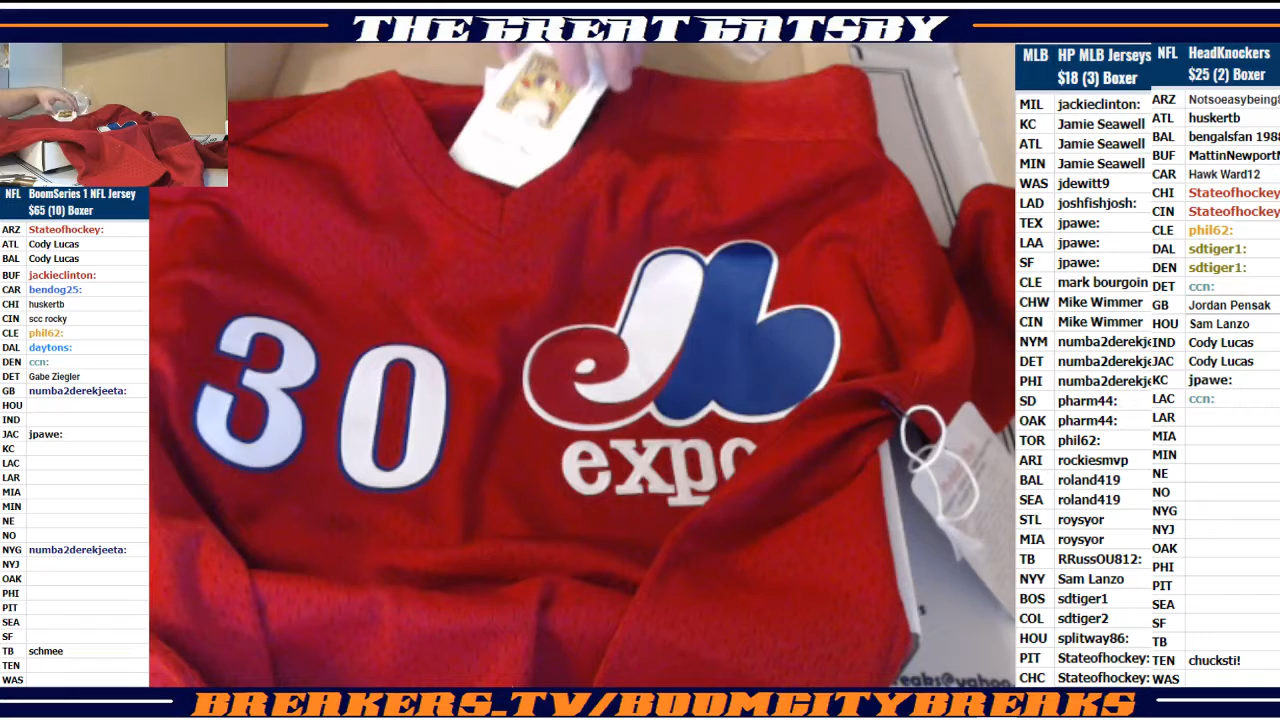 THE GREAT GATSBY
NFL BoomSeries 1 NFL Jersey
$65 (10) Boxer
ARZ Stateofhockey:
ATL Cody Lucas
BAL Cody Lucas
BUF jackieclinton:
CAR bendog25:
CHI huskertb
CIN scc rocky
CLE phil62:
DAL daytons:
DEN ccn:
DET Gabe Ziegler
GB numba2derekjeeta:
HOU
IND
JAC jpawe:
KC
LAC
LAR
MIA
MIN
NE
NO
NYG numba2derekjeeta:
NYJ
OAK
PHI
PIT
SEA
SF
TB schmee
TEN
WAS
30
expo
MLB HP MLB Jerseys
$18 (3) Boxer
MIL jackieclinton:
KC Jamie Seawell
ATL Jamie Seawell
MIN Jamie Seawell
WAS jdewitt9
LAD joshfishjosh:
TEX jpawe:
LAA jpawe:
SF jpawe:
CLE mark bourgoin
CHW Mike Wimmer
CIN Mike Wimmer
NYM numba2derekje
DET numba2derekje
PHI numba2derekje
SD pharm44:
OAK pharm44:
TOR phil62:
ARI rockiesmvp
BAL roland419
SEA roland419
STL roysyor
MIA roysyor
TB RRussOU812:
NYY Sam Lanzo
BOS sdtiger1
COL sdtiger2
HOU splitway86:
PIT Stateofhockey:
CHC Stateofhockey:
NFL HeadKnockers
$25 (2) Boxer
ARZ Notsoeasybeing
ATL huskertb
BAL bengalsfan 1988
BUF MattinNewportN
CAR Hawk Ward12
CHI Stateofhockey
CIN Stateofhockey
CLE phil62:
DAL sdtiger1:
DEN sdtiger1:
DET ccn:
GB Jordan Pensak
HOU Sam Lanzo
IND Cody Lucas
JAC Cody Lucas
KC jpawe:
LAC ccn:
LAR
MIA
MIN
NE
NO
NYG
NYJ
OAK
PHI
PIT
SEA
SF
TB
TEN chucksti!
WAS
eaks@yahoo
BREAKERS.TV/BOOMCITYBREAKS